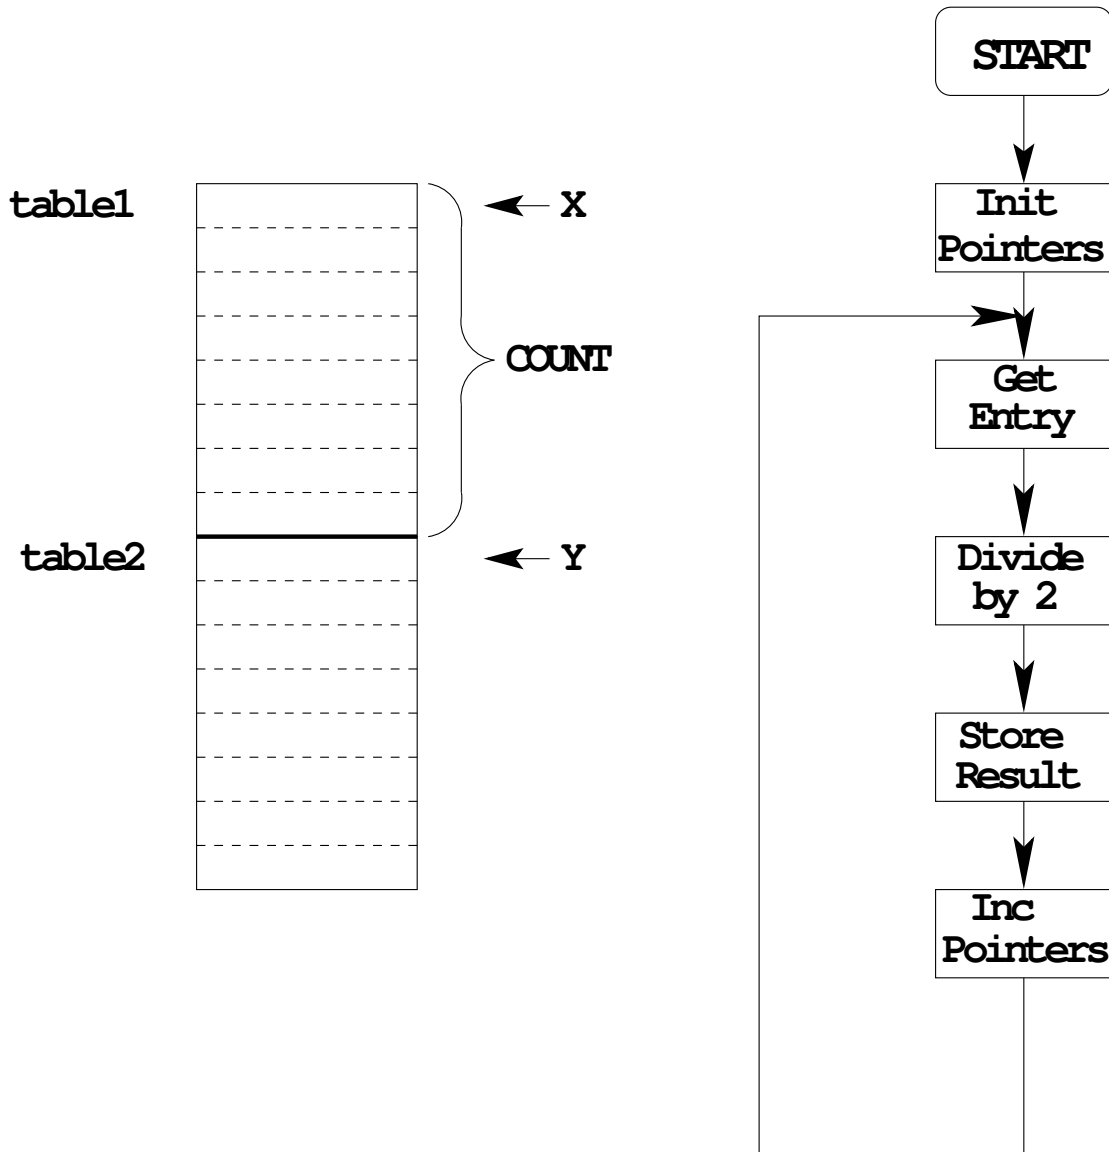 START
table1
X
Init
Pointers
COUNT
Get
Entry
table2
Y
Divide
by 2
Store
Result
Inc
Pointers